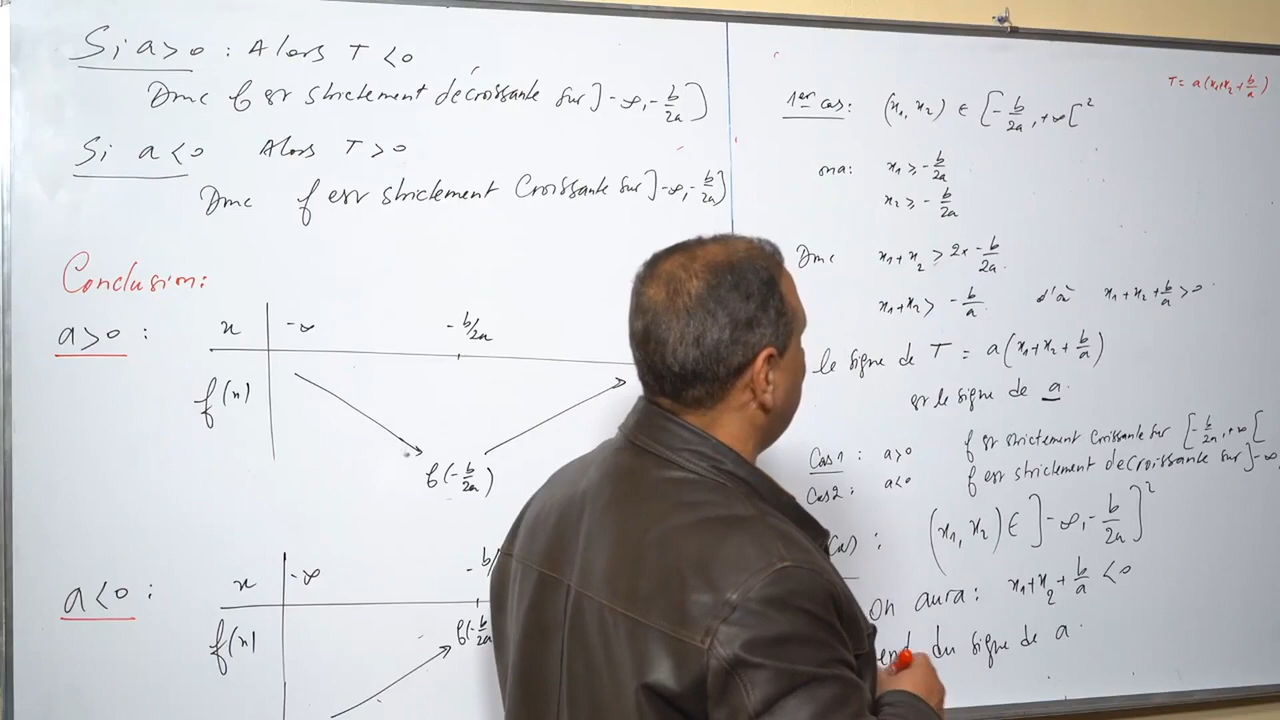 Si a>0 : Alors T<0
Donc f est strictement décroissante sur ]-∞,-b/2a]
Si a<0 Alors T>0
Donc f est strictement Croissante sur ]-∞,-b/2a]
Conclusion:
a>0 :
x -∞ -b/2a
f(x)
f(-b/2a)
a<0 :
x -∞ -b/
f(x) f(-b/2a
T = a(x1+x2+b/a)
1er cas: (x1, x2) ∈ [-b/2a, +∞[²
on a: x1 ≥ -b/2a
x2 ≥ -b/2a
Donc x1+x2 > 2x -b/2a.
x1+x2 > -b/a d'où x1+x2+b/a >0
le signe de T = a(x1+x2+b/a)
est le signe de a.
Cas1 : a>0 f est strictement croissante sur [-b/2a, +∞[
Cas2 : a<0 f est strictement decroissante sur ]-∞
cas) : (x1, x2) ∈ ]-∞, -b/2a]²
on aura: x1+x2+b/a <0
end du signe de a.